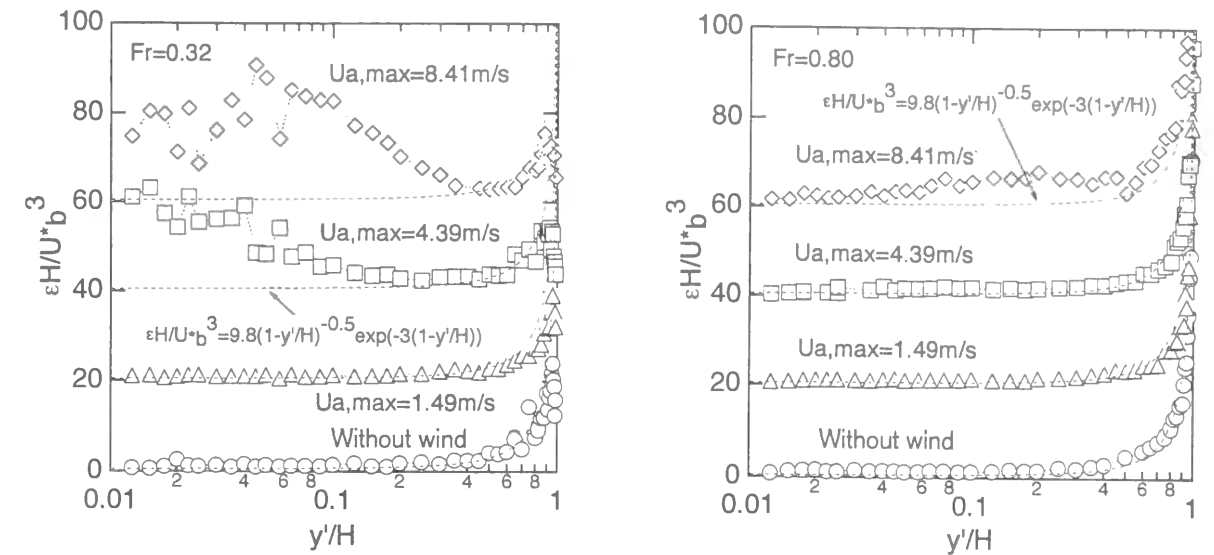 100
80
60
40
20
0
εH/U*b^3
Fr=0.32
Ua,max=8.41m/s
Ua,max=4.39m/s
εH/U*b^3=9.8(1-y'/H)^-0.5exp(-3(1-y'/H))
Ua,max=1.49m/s
Without wind
0.01 2 4 6 8 0.1 2 4 6 8 1
y'/H
100
80
60
40
20
0
εH/U*b^3
Fr=0.80
εH/U*b^3=9.8(1-y'/H)^-0.5exp(-3(1-y'/H))
Ua,max=8.41m/s
Ua,max=4.39m/s
Ua,max=1.49m/s
Without wind
0.01 2 4 6 8 0.1 2 4 6 8 1
y'/H